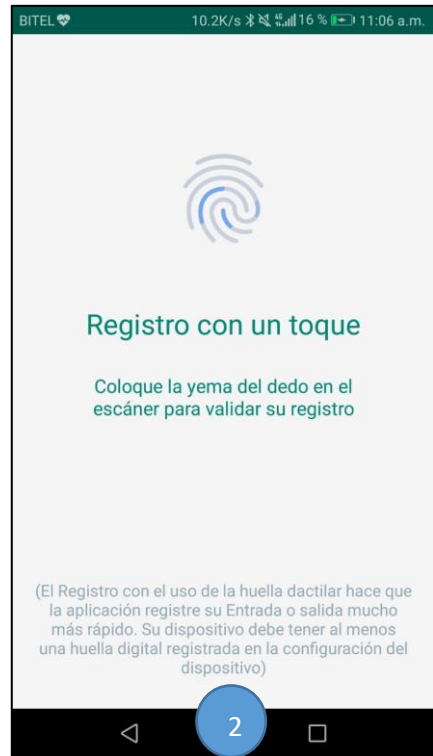 BITEL 10.2K/s 4G 16 % 11:06 a.m.
Registro con un toque
Coloque la yema del dedo en el
escáner para validar su registro
(El Registro con el uso de la huella dactilar hace que
la aplicación registre su Entrada o salida mucho
más rápido. Su dispositivo debe tener al menos
una huella digital registrada en la configuración del
dispositivo)
2